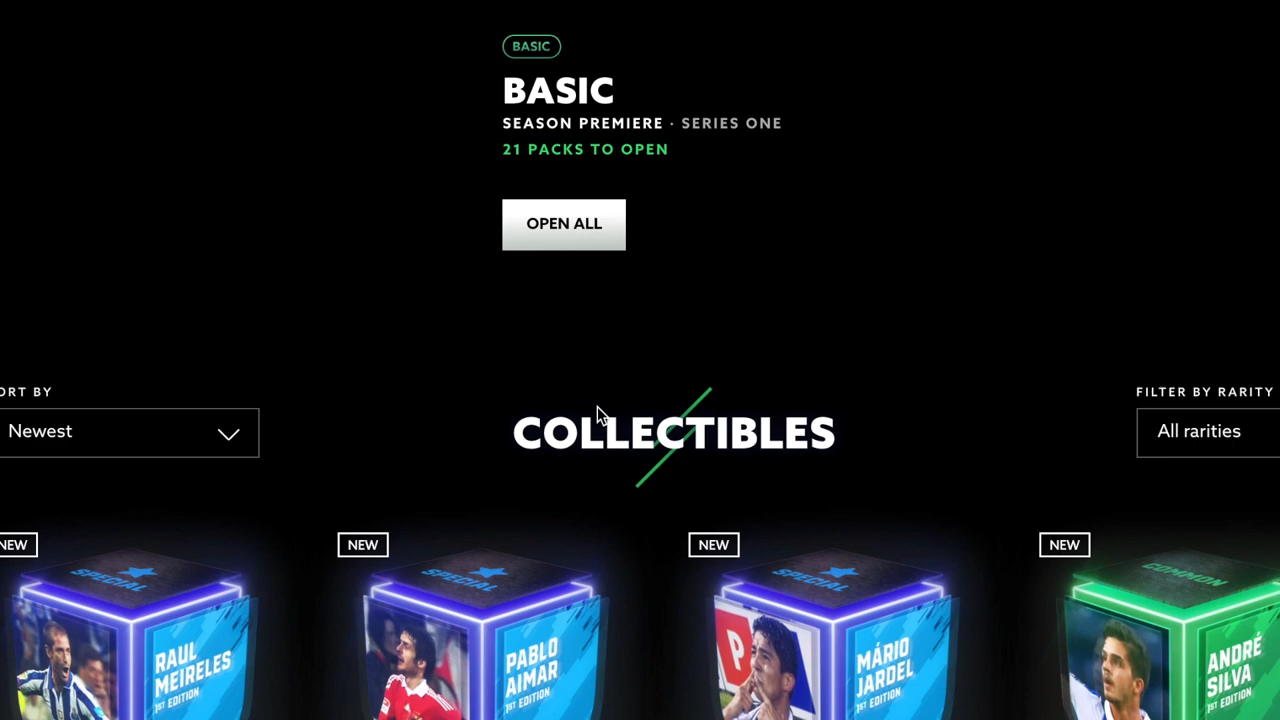 BASIC
BASIC
SEASON PREMIERE · SERIES ONE
21 PACKS TO OPEN
OPEN ALL
ORT BY
Newest
COLLECTIBLES
FILTER BY RARITY
All rarities
NEW
NEW
NEW
NEW
SPECIAL
SPECIAL
SPECIAL
COMMON
RAUL
MEIRELES
1ST EDITION
PABLO
AIMAR
1ST EDITION
P
MÁRIO
JARDEL
1ST EDITION
ANDRÉ
SILVA
1ST EDITION